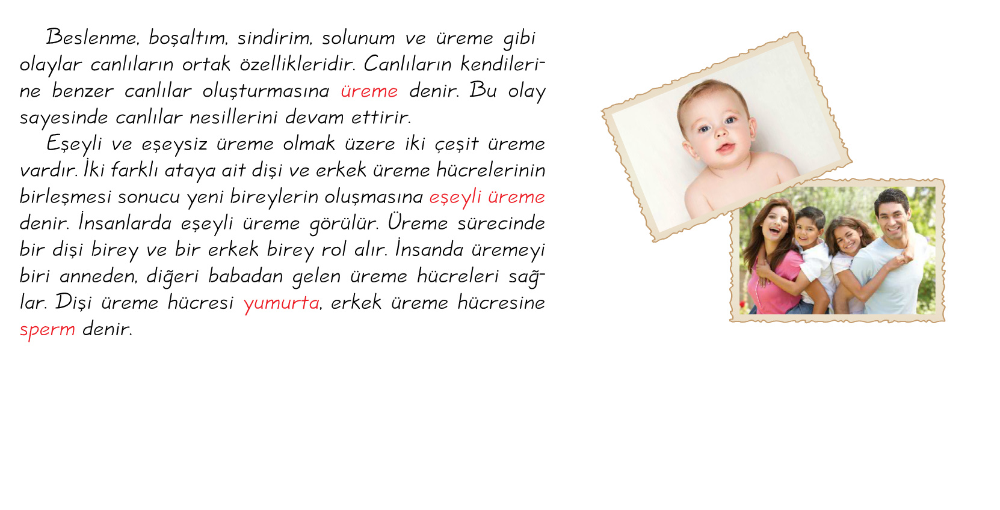 Beslenme, boşaltım, sindirim, solunum ve üreme gibi
olaylar canlıların ortak özellikleridir. Canlıların kendileri-
ne benzer canlılar oluşturmasına üreme denir. Bu olay
sayesinde canlılar nesillerini devam ettirir.
Eşeyli ve eşeysiz üreme olmak üzere iki çeşit üreme
vardır. İki farklı ataya ait dişi ve erkek üreme hücrelerinin
birleşmesi sonucu yeni bireylerin oluşmasına eşeyli üreme
denir. İnsanlarda eşeyli üreme görülür. Üreme sürecinde
bir dişi birey ve bir erkek birey rol alır. İnsanda üremeyi
biri anneden, diğeri babadan gelen üreme hücreleri sağ-
lar. Dişi üreme hücresi yumurta, erkek üreme hücresine
sperm denir.